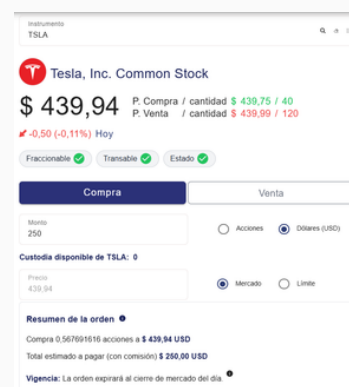 Instrumento
TSLA
Tesla, Inc. Common Stock
$ 439,94
P. Compra / cantidad $ 439,75 / 40
P. Venta / cantidad $ 439,99 / 120
-0,50 (-0,11%) Hoy
Fraccionable
Transable
Estado
Compra
Venta
Monto
250
Acciones
Dólares (USD)
Custodia disponible de TSLA: 0
Precio
439,94
Mercado
Límite
Resumen de la orden
Compra 0,567691616 acciones a $ 439,94 USD
Total estimado a pagar (con comisión) $ 250,00 USD
Vigencia: La orden expirará al cierre de mercado del día.